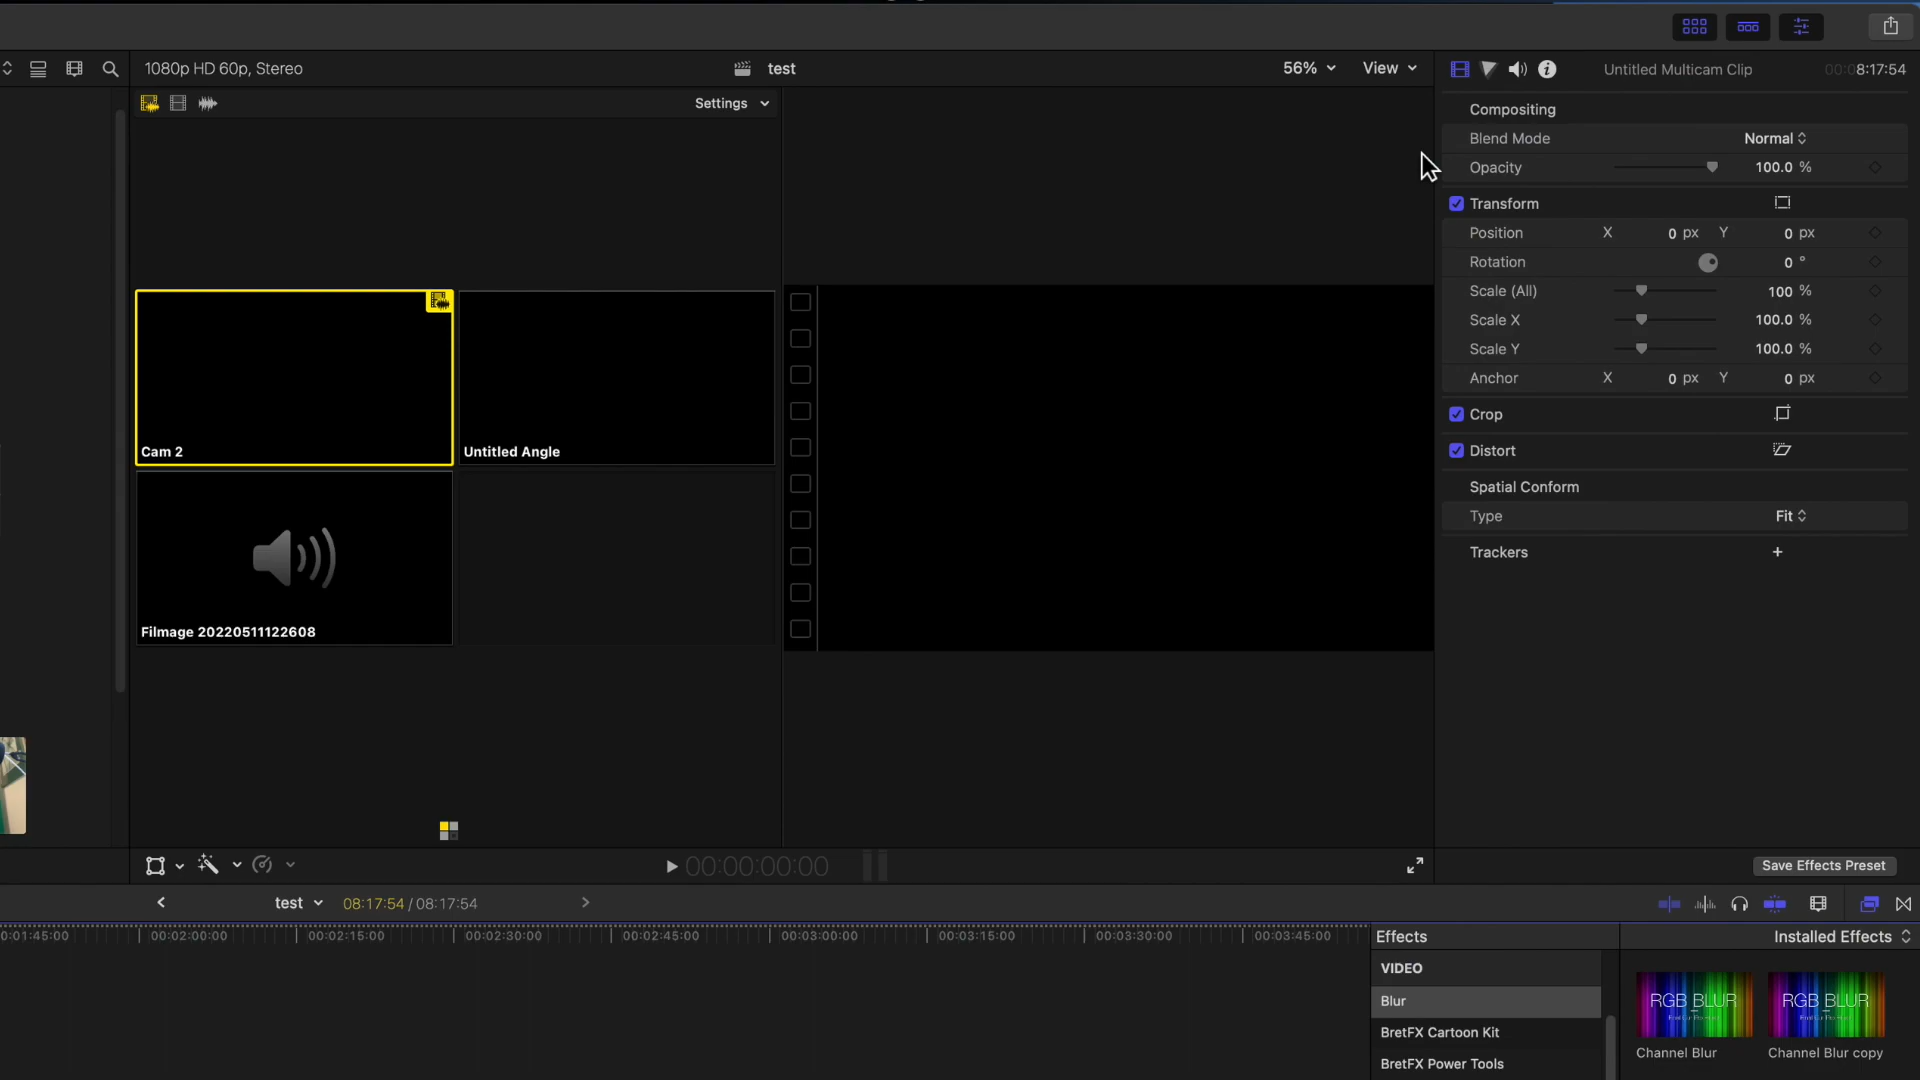 1080p HD 60p, Stereo
test
56%
View
Untitled Multicam Clip
00:08:17:54
Settings
Compositing
Blend Mode
Normal
Opacity
100.0 %
Transform
Position
X
0 px
Y
0 px
Rotation
0 °
Scale (All)
100 %
Scale X
100.0 %
Scale Y
100.0 %
Anchor
X
0 px
Y
0 px
Crop
Distort
Spatial Conform
Type
Fit
Trackers
+
Cam 2
Untitled Angle
Filmage 20220511122608
00:00:00:00
Save Effects Preset
test
08:17:54 / 08:17:54
0:01:45:00
00:02:00:00
00:02:15:00
00:02:30:00
00:02:45:00
00:03:00:00
00:03:15:00
00:03:30:00
00:03:45:00
Effects
Installed Effects
VIDEO
Blur
BretFX Cartoon Kit
BretFX Power Tools
RGB BLUR
Channel Blur
RGB BLUR
Channel Blur copy